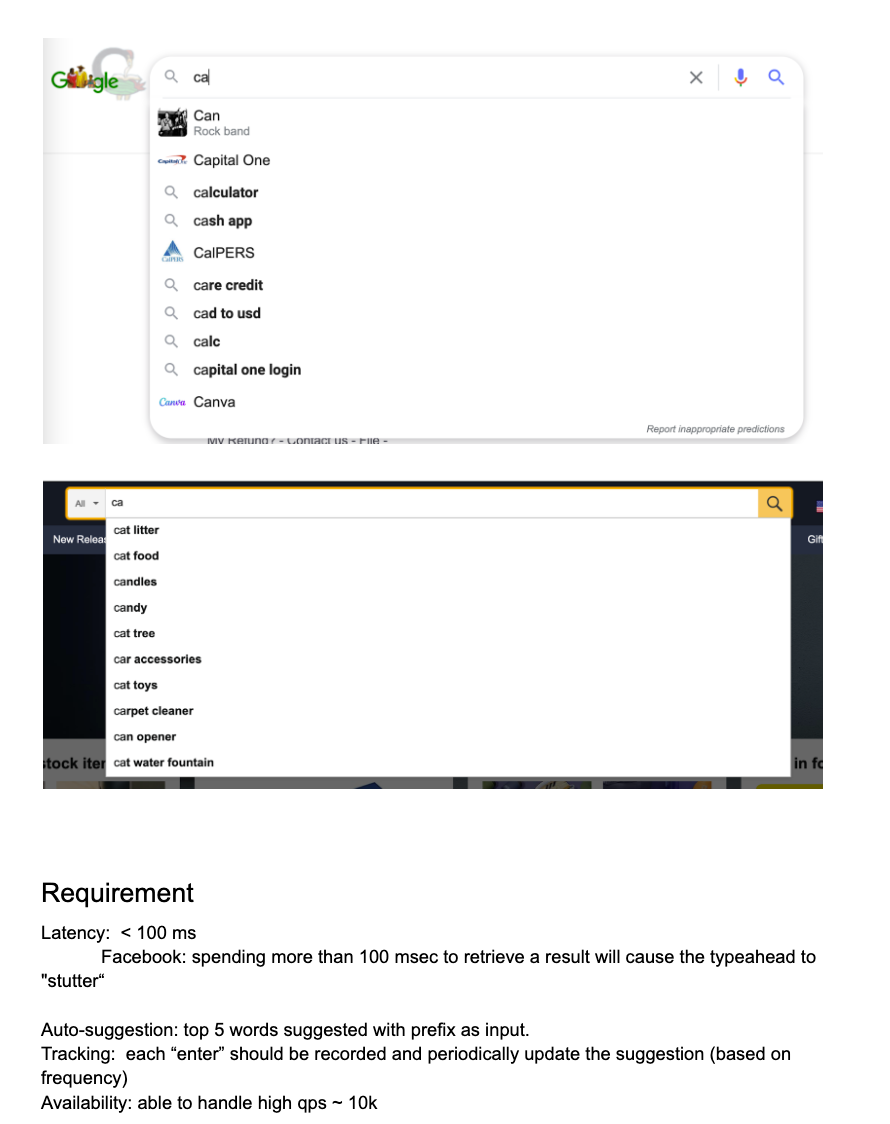 Google
ca
Can
Rock band
Capital One
calculator
cash app
CalPERS
CalPERS
care credit
cad to usd
calc
capital one login
Canva Canva
Report inappropriate predictions
My Refund? - Contact us - File -
All ca
New Relea
Gift
cat litter
cat food
candles
candy
cat tree
car accessories
cat toys
carpet cleaner
can opener
cat water fountain
stock iter
in fo
Requirement
Latency: < 100 ms
Facebook: spending more than 100 msec to retrieve a result will cause the typeahead to
"stutter“
Auto-suggestion: top 5 words suggested with prefix as input.
Tracking: each “enter” should be recorded and periodically update the suggestion (based on
frequency)
Availability: able to handle high qps ~ 10k